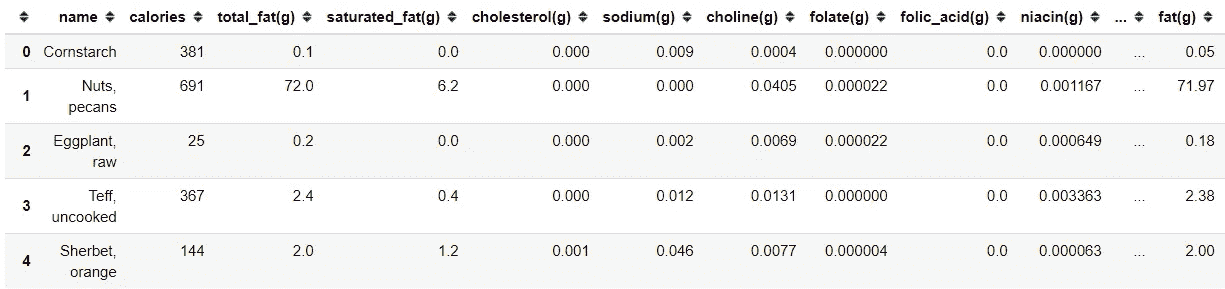 name calories total_fat(g) saturated_fat(g) cholesterol(g) sodium(g) choline(g) folate(g) folic_acid(g) niacin(g) ... fat(g)
0 Cornstarch 381 0.1 0.0 0.000 0.009 0.0004 0.000000 0.0 0.000000 ... 0.05
1 Nuts, pecans 691 72.0 6.2 0.000 0.000 0.0405 0.000022 0.0 0.001167 ... 71.97
2 Eggplant, raw 25 0.2 0.0 0.000 0.002 0.0069 0.000022 0.0 0.000649 ... 0.18
3 Teff, uncooked 367 2.4 0.4 0.000 0.012 0.0131 0.000000 0.0 0.003363 ... 2.38
4 Sherbet, orange 144 2.0 1.2 0.001 0.046 0.0077 0.000004 0.0 0.000063 ... 2.00